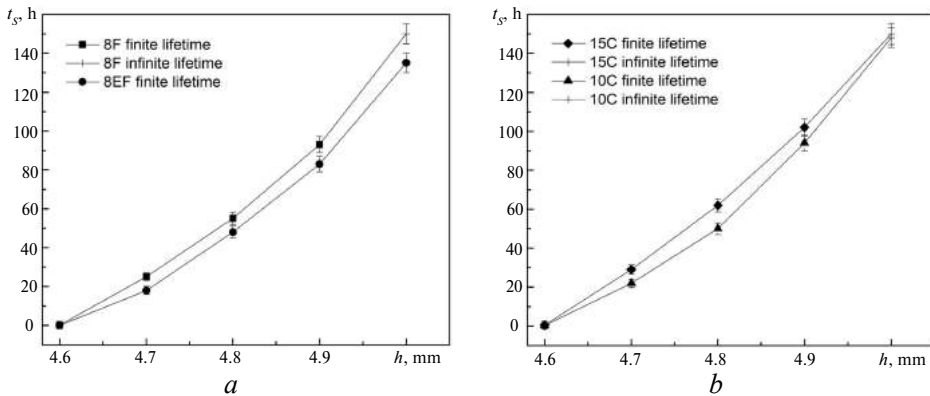 t_s, h
160
140
120
100
80
60
40
20
0
8F finite lifetime
8F infinite lifetime
8EF finite lifetime
4.6 4.7 4.8 4.9 h, mm
a
t_s, h
160
140
120
100
80
60
40
20
0
15C finite lifetime
15C infinite lifetime
10C finite lifetime
10C infinite lifetime
4.6 4.7 4.8 4.9 h, mm
b